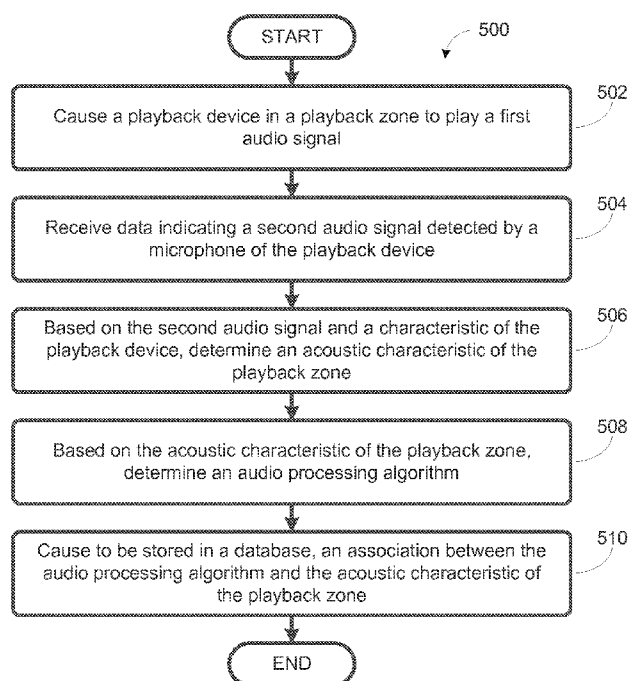 START
500
502
Cause a playback device in a playback zone to play a first
audio signal
504
Receive data indicating a second audio signal detected by a
microphone of the playback device
506
Based on the second audio signal and a characteristic of the
playback device, determine an acoustic characteristic of the
playback zone
508
Based on the acoustic characteristic of the playback zone,
determine an audio processing algorithm
510
Cause to be stored in a database, an association between the
audio processing algorithm and the acoustic characteristic of
the playback zone
END